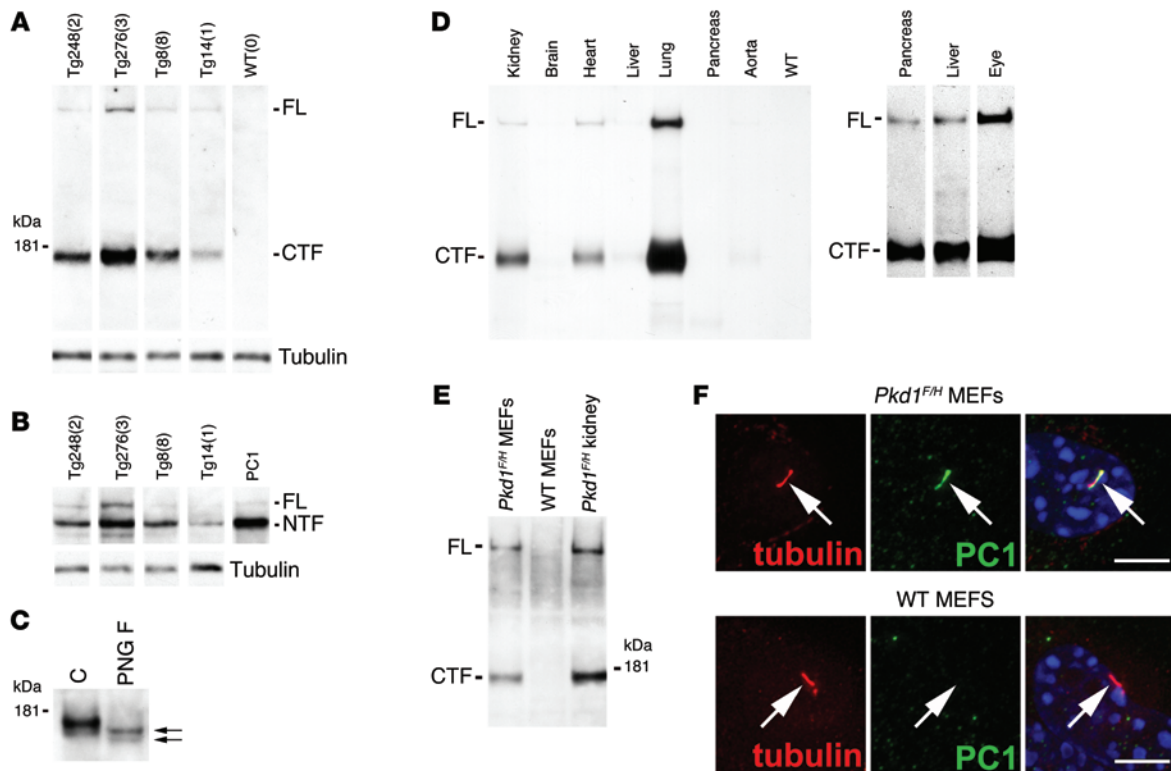 A
Tg248(2)
Tg276(3)
Tg8(8)
Tg14(1)
WT(0)
-FL
kDa
181 -
-CTF
Tubulin
B
Tg248(2)
Tg276(3)
Tg8(8)
Tg14(1)
PC1
-FL
-NTF
Tubulin
C
C
PNG F
kDa
181 -
D
Kidney
Brain
Heart
Liver
Lung
Pancreas
Aorta
WT
FL-
CTF-
Pancreas
Liver
Eye
FL-
CTF-
E
Pkd1F/H MEFs
WT MEFs
Pkd1F/H kidney
FL -
kDa
- 181
CTF -
F
Pkd1F/H MEFs
tubulin
PC1
WT MEFS
tubulin
PC1